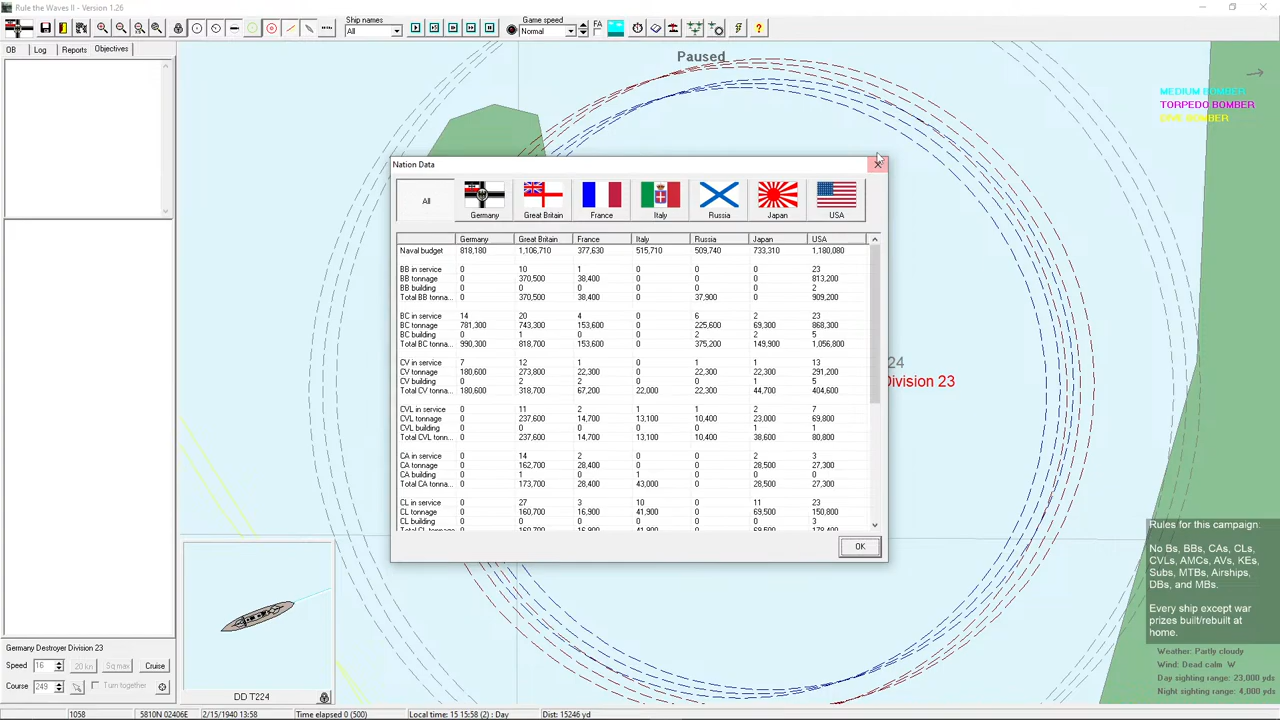 Rule the Waves II - Version 1.26
Ship names
All
Game speed
Normal
FA
OB Log Reports Objectives
Paused
MEDIUM BOMBER
TORPEDO BOMBER
DIVE BOMBER
Nation Data
All Germany Great Britain France Italy Russia Japan USA
Germany Great Britain France Italy Russia Japan USA
Naval budget 818,180 1,106,710 377,630 515,710 509,740 733,310 1,180,080
BB in service 0 10 1 0 0 0 23
BB tonnage 0 370,500 38,400 0 0 0 813,200
BB building 0 0 0 0 0 0 2
Total BB tonna... 0 370,500 38,400 0 37,900 0 909,200
BC in service 14 20 4 0 6 2 23
BC tonnage 781,300 743,300 153,600 0 225,600 69,300 868,300
BC building 0 1 0 0 2 2 5
Total BC tonna... 990,300 818,700 153,600 0 375,200 149,900 1,056,800
CV in service 7 12 1 0 1 1 13
CV tonnage 180,600 273,800 22,300 0 22,300 22,300 291,200
CV building 0 2 2 0 0 1 5
Total CV tonna... 180,600 318,700 67,200 22,000 22,300 44,700 404,600
CVL in service 0 11 2 1 1 2 7
CVL tonnage 0 237,600 14,700 13,100 10,400 23,000 69,800
CVL building 0 0 0 0 0 1 1
Total CVL tonn... 0 237,600 14,700 13,100 10,400 38,600 80,800
CA in service 0 14 2 0 0 2 3
CA tonnage 0 162,700 28,400 0 0 28,500 27,300
CA building 0 1 0 1 0 0 0
Total CA tonna... 0 173,700 28,400 43,000 0 28,500 27,300
CL in service 0 27 3 10 0 11 23
CL tonnage 0 160,700 16,900 41,900 0 69,500 150,800
CL building 0 0 0 0 0 0 3
OK
24
Division 23
Rules for this campaign.
No Bs, BBs, CAs, CLs,
CVLs, AMCs, AVs, KEs,
Subs, MTBs, Airships,
DBs, and MBs.
Every ship except war
prizes built/rebuilt at
home.
Weather: Partly cloudy
Wind: Dead calm W
Day sighting range: 23,000 yds
Night sighting range: 4,000 yds
Germany Destroyer Division 23
Speed 16 20 kn Sq max Cruise
Course 249 Turn together
DD T224
1058 5810N 02406E 2/15/1940 13:58 Time elapsed 0 (500) Local time: 15 15:58 (2) : Day Dist: 15246 yd